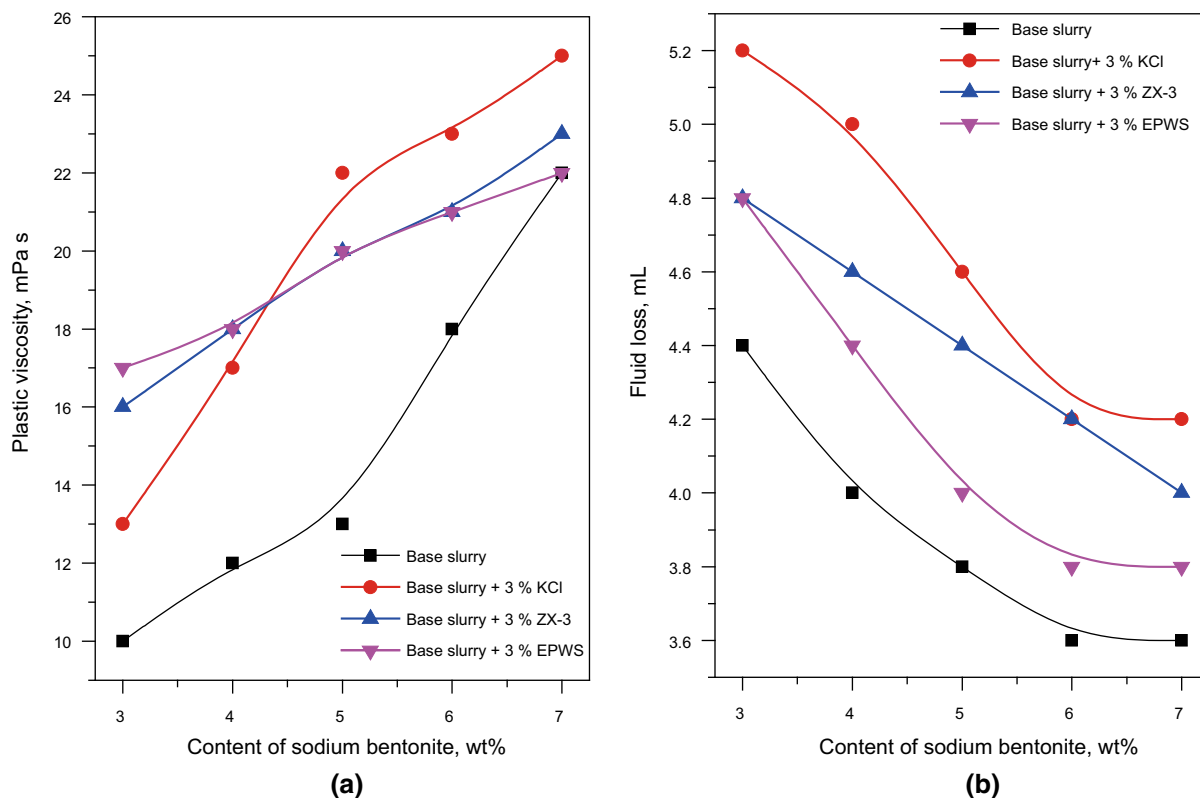 26
24
22
20
18
16
14
12
10
Plastic viscosity, mPa s
Base slurry
Base slurry + 3 % KCl
Base slurry + 3 % ZX-3
Base slurry + 3 % EPWS
3 4 5 6 7
Content of sodium bentonite, wt%
(a)
5.2
5.0
4.8
4.6
4.4
4.2
4.0
3.8
3.6
Fluid loss, mL
Base slurry
Base slurry+ 3 % KCl
Base slurry + 3 % ZX-3
Base slurry + 3 % EPWS
3 4 5 6 7
Content of sodium bentonite, wt%
(b)